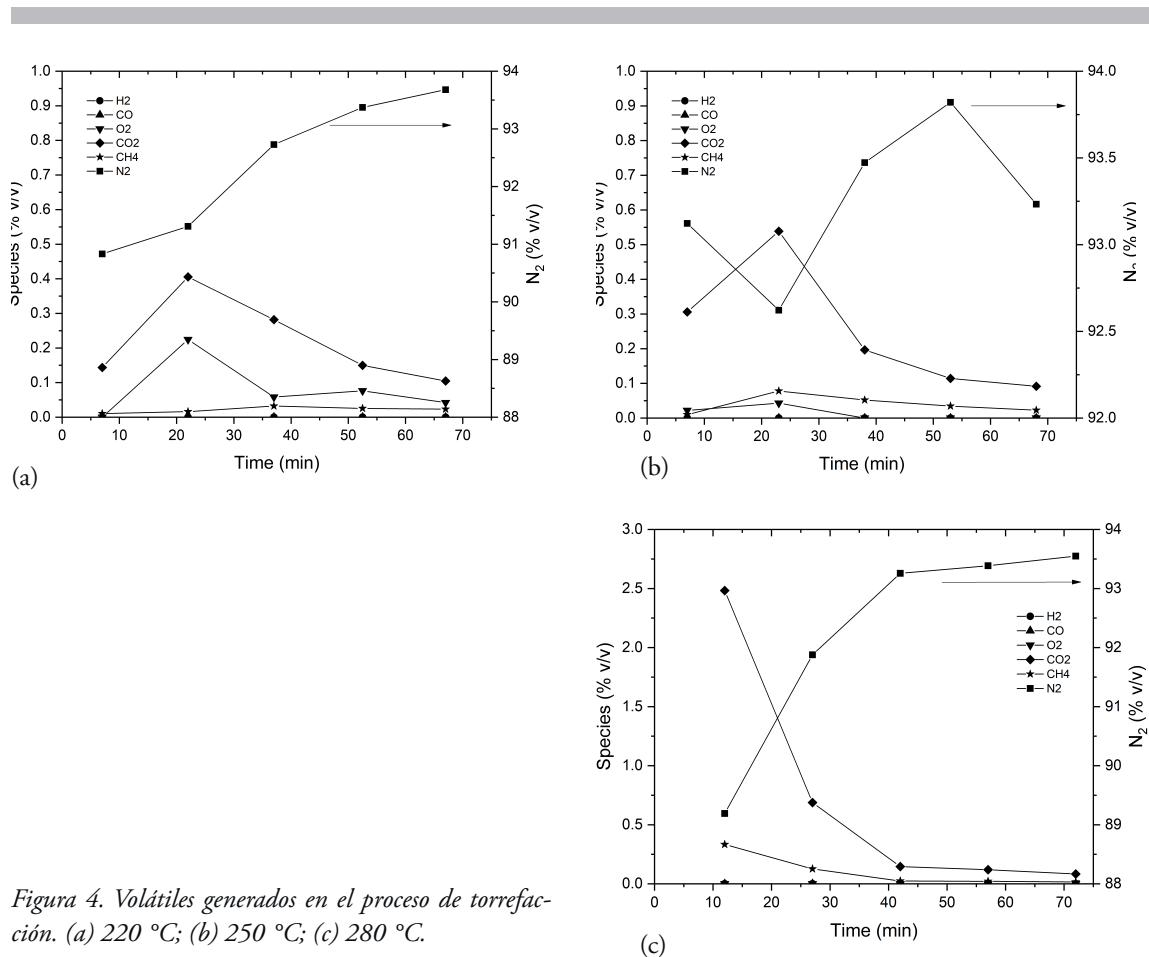 1.0
0.9
0.8
0.7
0.6
0.5
0.4
0.3
0.2
0.1
0.0
Species (% v/v)
H2
CO
O2
CO2
CH4
N2
94
93
92
91
90
89
88
N2 (% v/v)
0 10 20 30 40 50 60 70
Time (min)
(a)
1.0
0.9
0.8
0.7
0.6
0.5
0.4
0.3
0.2
0.1
0.0
Species (% v/v)
H2
CO
O2
CO2
CH4
N2
94.0
93.5
93.0
92.5
92.0
N2 (% v/v)
0 10 20 30 40 50 60 70
Time (min)
(b)
3.0
2.5
2.0
1.5
1.0
0.5
0.0
Species (% v/v)
H2
CO
O2
CO2
CH4
N2
94
93
92
91
90
89
88
N2 (% v/v)
0 10 20 30 40 50 60 70
Time (min)
(c)
Figura 4. Volátiles generados en el proceso de torrefac-
ción. (a) 220 °C; (b) 250 °C; (c) 280 °C.